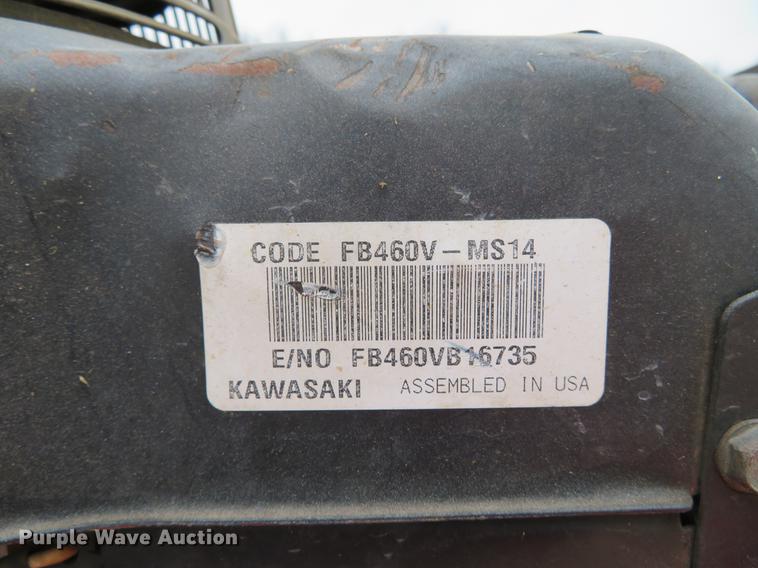 CODE FB460V-MS14
E/NO FB460VB16735
KAWASAKI ASSEMBLED IN USA
Purple Wave Auction